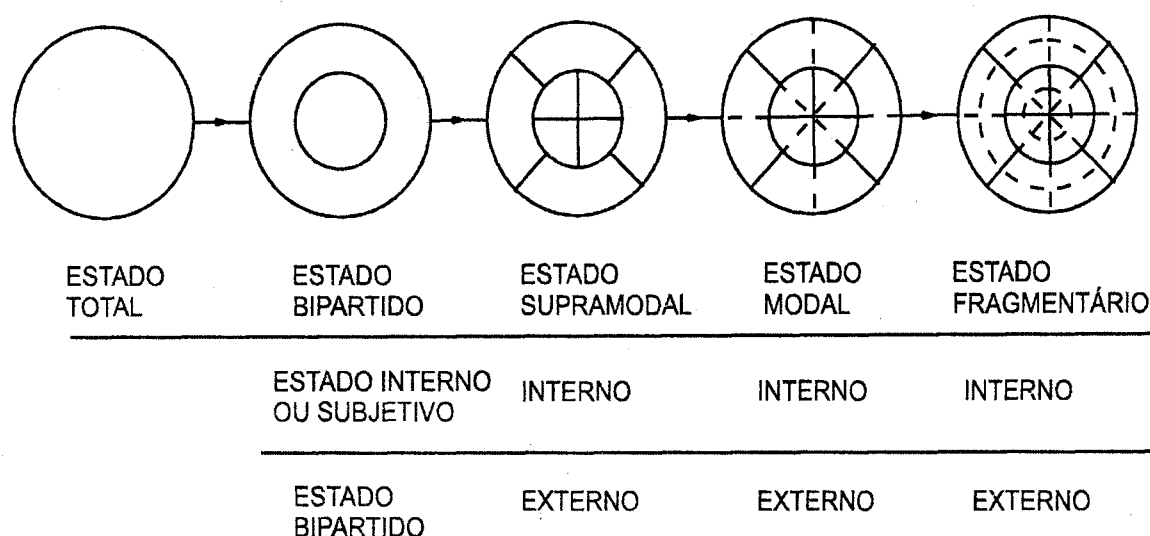 ESTADO
TOTAL
ESTADO
BIPARTIDO
ESTADO
SUPRAMODAL
ESTADO
MODAL
ESTADO
FRAGMENTÁRIO
ESTADO INTERNO
OU SUBJETIVO
INTERNO
INTERNO
INTERNO
ESTADO
BIPARTIDO
EXTERNO
EXTERNO
EXTERNO